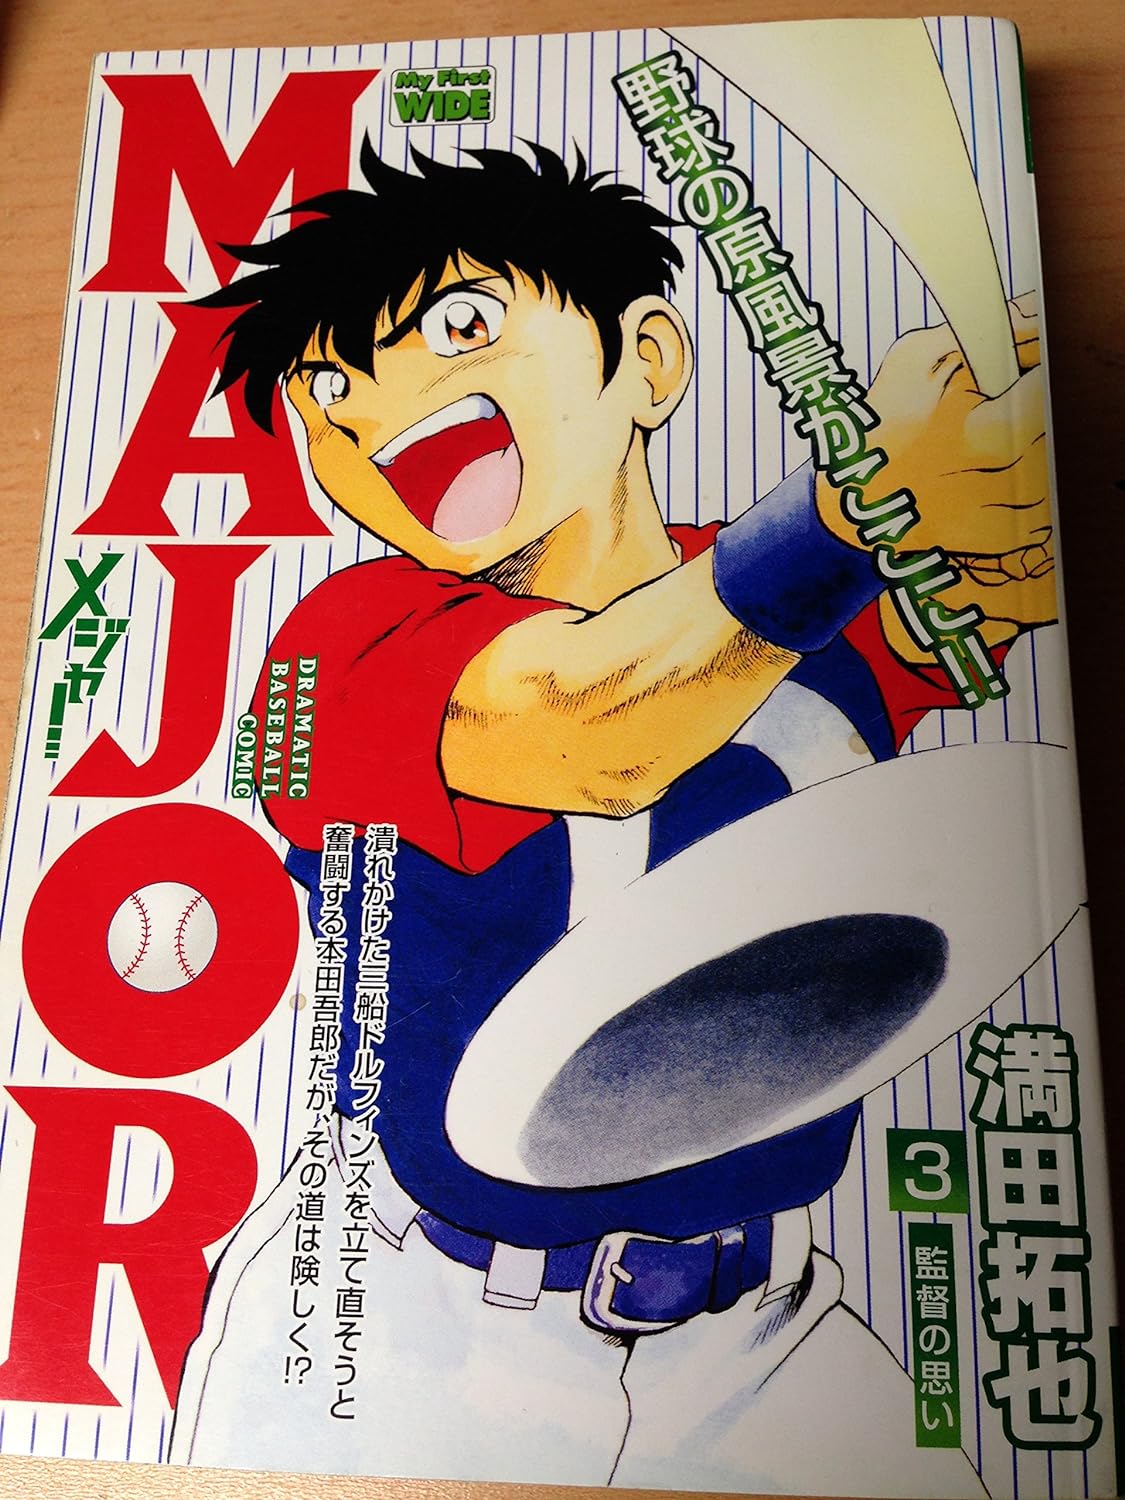 My First
WIDE
MAJOR
メジャー!!!
DRAMATIC
BASEBALL
COMIC
野球の原風景がここに!!
潰れかけた三船ドルフィンズを立て直そうと
奮闘する本田吾郎だが、その道は険しく!?
満田拓也
3
監督の思い